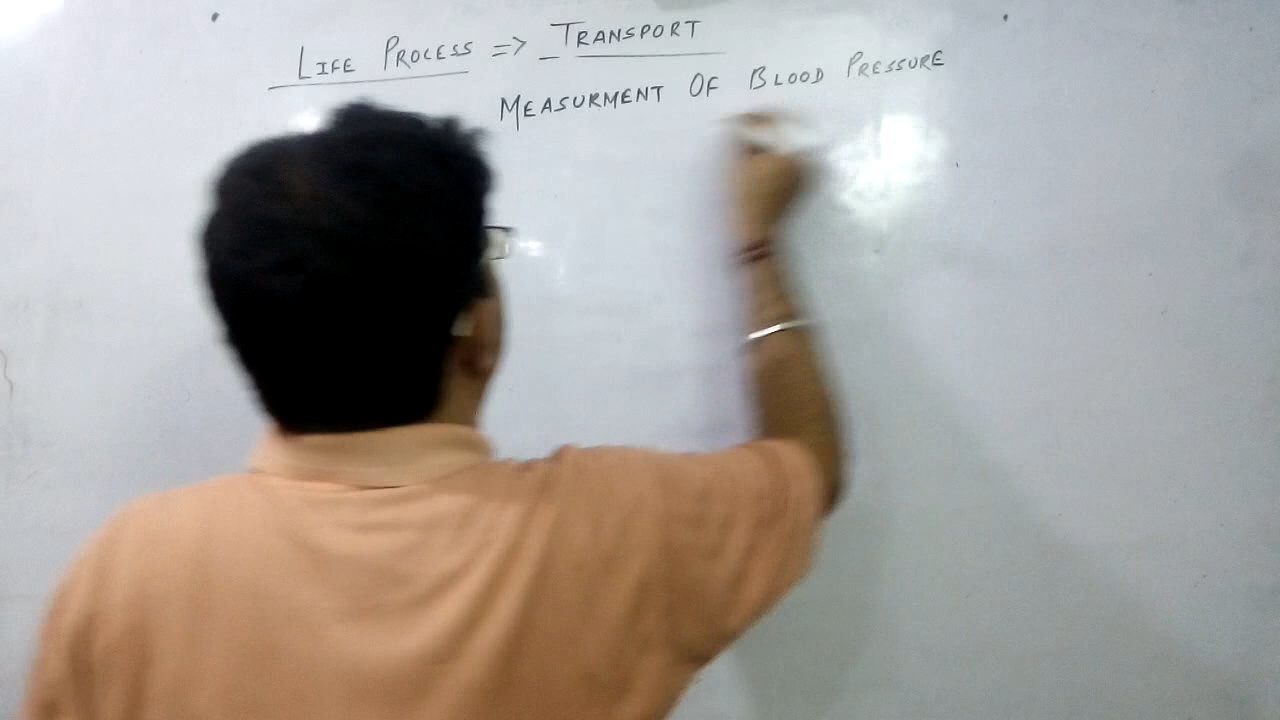 LIFE PROCESS => TRANSPORT
MEASURMENT OF BLOOD PRESSURE